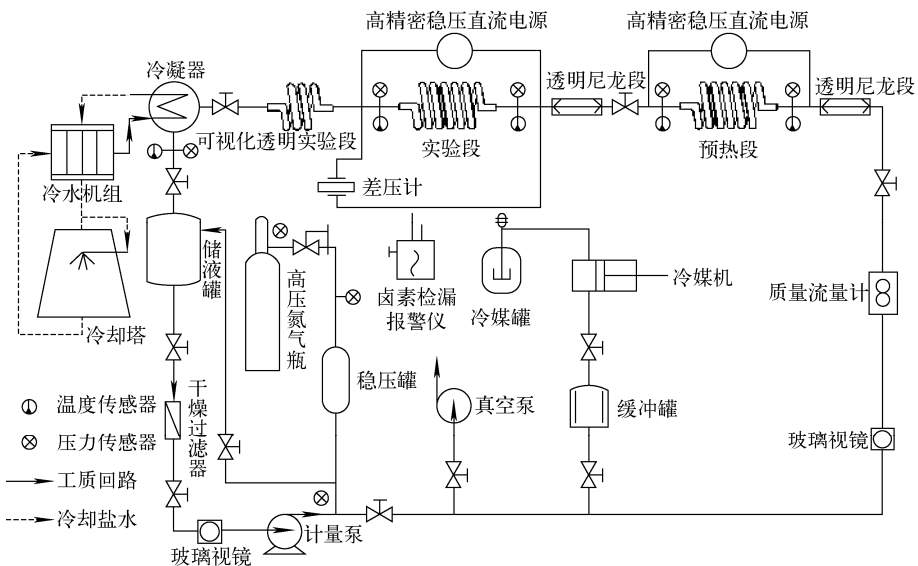 高精密稳压直流电源
高精密稳压直流电源
冷凝器
透明尼龙段
透明尼龙段
可视化透明实验段
实验段
预热段
差压计
冷水机组
储液罐
高压氮气瓶
卤素检漏
报警仪
冷媒罐
冷媒机
质量流量计
冷却塔
稳压罐
真空泵
缓冲罐
玻璃视镜
干燥过滤器
温度传感器
压力传感器
工质回路
冷却盐水
计量泵
玻璃视镜